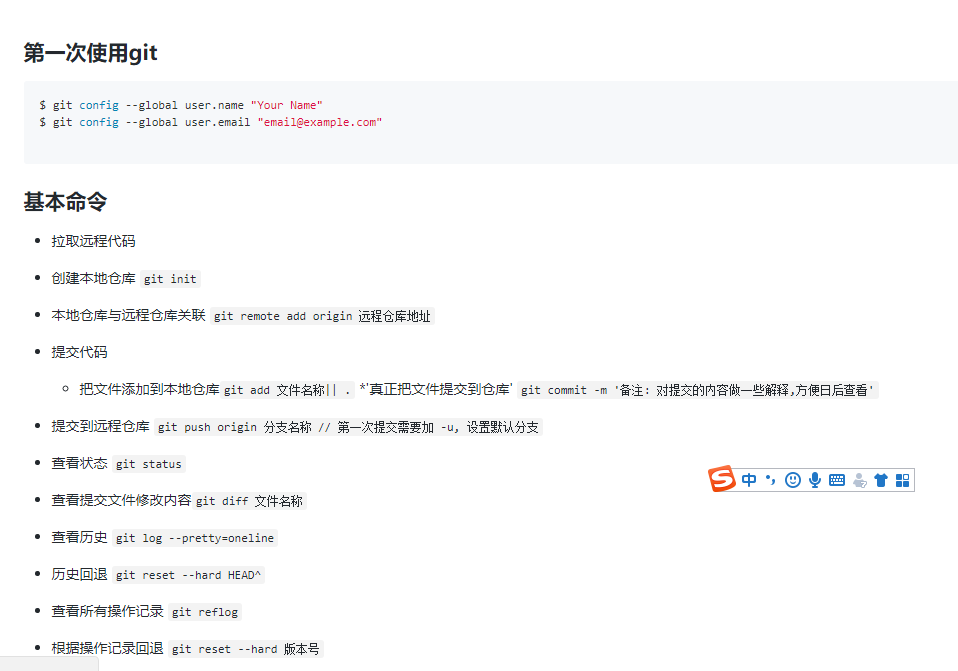 第一次使用git
$ git config --global user.name "Your Name"
$ git config --global user.email "email@example.com"
基本命令
拉取远程代码
创建本地仓库 git init
本地仓库与远程仓库关联 git remote add origin 远程仓库地址
提交代码
把文件添加到本地仓库 git add 文件名称|| . *'真正把文件提交到仓库' git commit -m '备注: 对提交的内容做一些解释,方便日后查看'
提交到远程仓库 git push origin 分支名称 // 第一次提交需要加 -u, 设置默认分支
查看状态 git status
S 中
查看提交文件修改内容 git diff 文件名称
查看历史 git log --pretty=oneline
历史回退 git reset --hard HEAD^
查看所有操作记录 git reflog
根据操作记录回退 git reset --hard 版本号